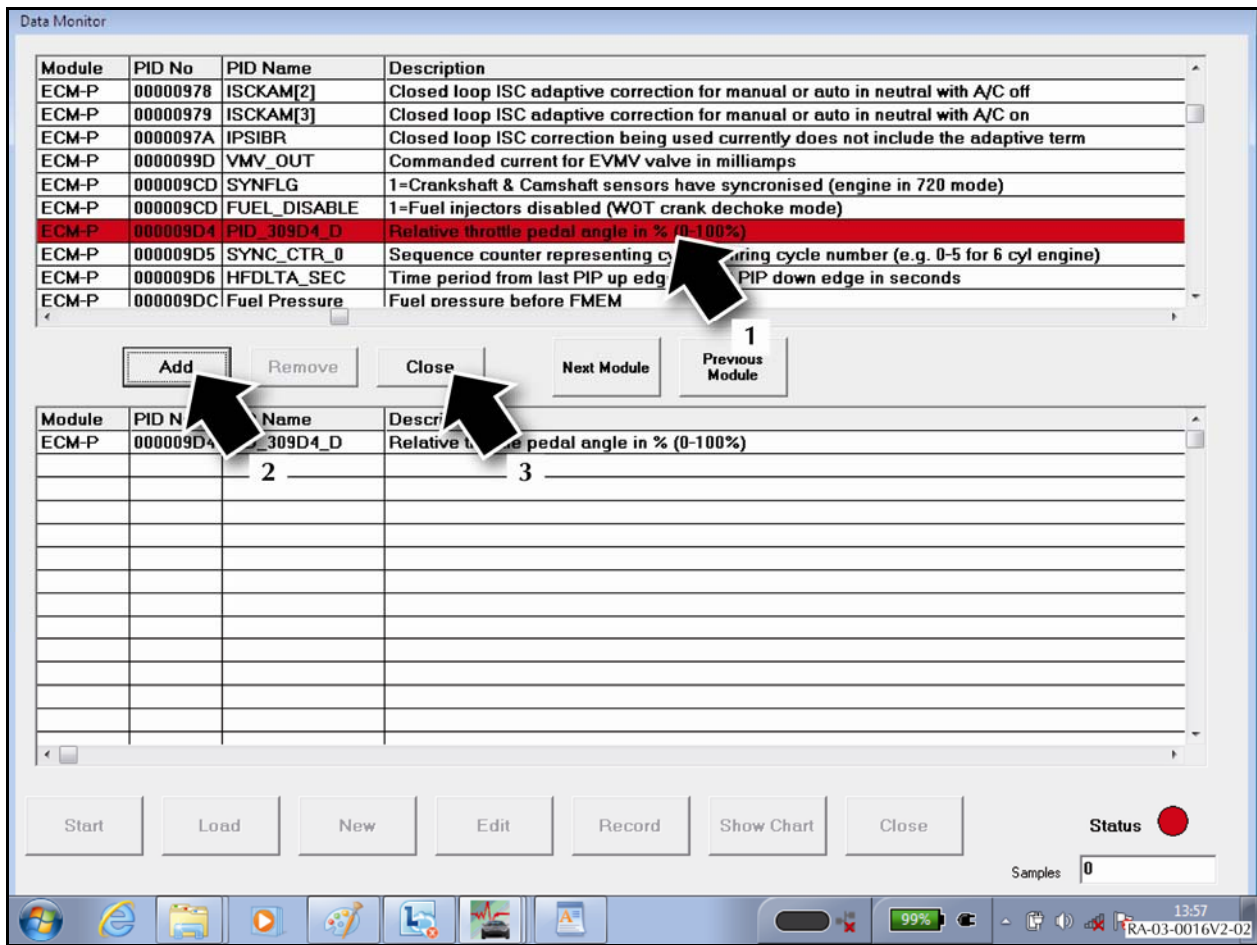 Data Monitor
Module PID No PID Name Description
ECM-P 00000978 ISCKAM[2] Closed loop ISC adaptive correction for manual or auto in neutral with A/C off
ECM-P 00000979 ISCKAM[3] Closed loop ISC adaptive correction for manual or auto in neutral with A/C on
ECM-P 0000097A IPSIBR Closed loop ISC correction being used currently does not include the adaptive term
ECM-P 0000099D VMV_OUT Commanded current for EVMV valve in milliamps
ECM-P 000009CD SYNFLG 1=Crankshaft & Camshaft sensors have syncronised (engine in 720 mode)
ECM-P 000009CD FUEL_DISABLE 1=Fuel injectors disabled (WOT crank dechoke mode)
ECM-P 000009D4 PID_309D4_D Relative throttle pedal angle in % (0-100%)
ECM-P 000009D5 SYNC_CTR_0 Sequence counter representing cycle number (e.g. 0-5 for 6 cyl engine)
ECM-P 000009D6 HFDLTA_SEC Time period from last PIP up PIP down edge in seconds
ECM-P 000009DC Fuel Pressure Fuel pressure before FMEM
1
Add Remove Close Next Module Previous
Module
Module PID Name
ECM-P 000009D4 309D4_D Relative pedal angle in % (0-100%)
2 3
Start Load New Edit Record Show Chart Close Status
Samples 0
99% 13:57
RA-03-0016V2-02